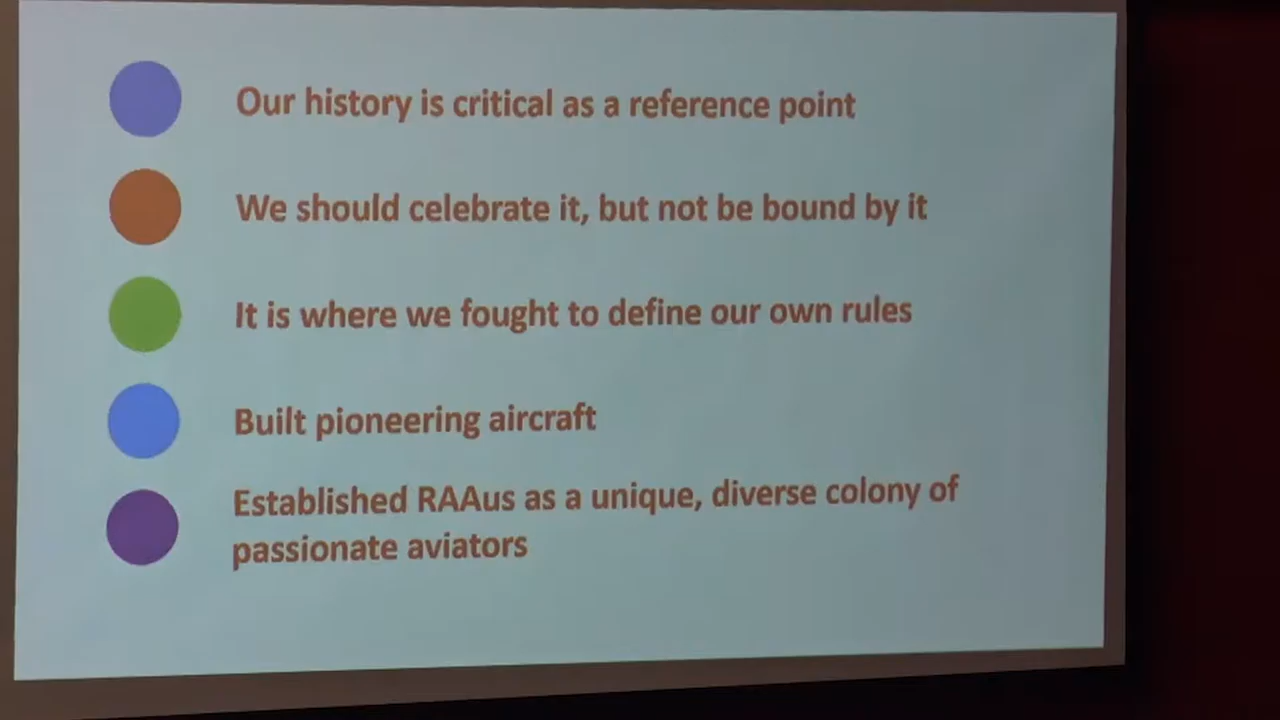 Our history is critical as a reference point
We should celebrate it, but not be bound by it
It is where we fought to define our own rules
Built pioneering aircraft
Established RAAus as a unique, diverse colony of
passionate aviators